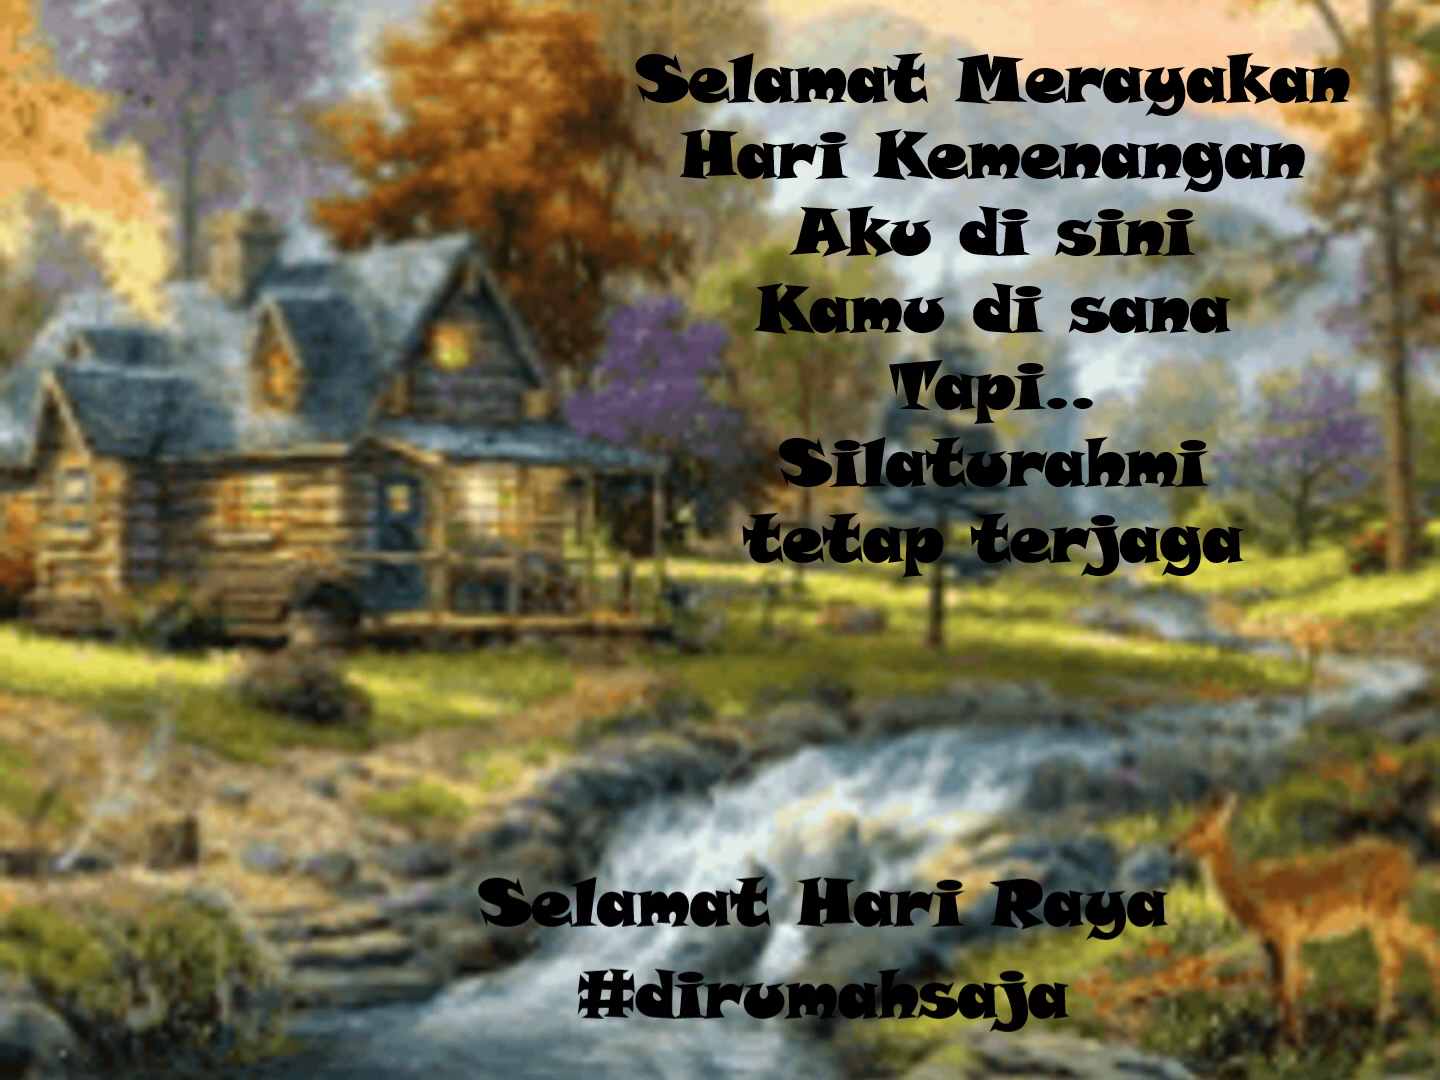 Selamat Merayakan
Hari Kemenangan
Aku di sini
Kamu di sana
Tapi..
Silaturahmi
tetap terjaga
Selamat Hari Raya
#dirumahsaja